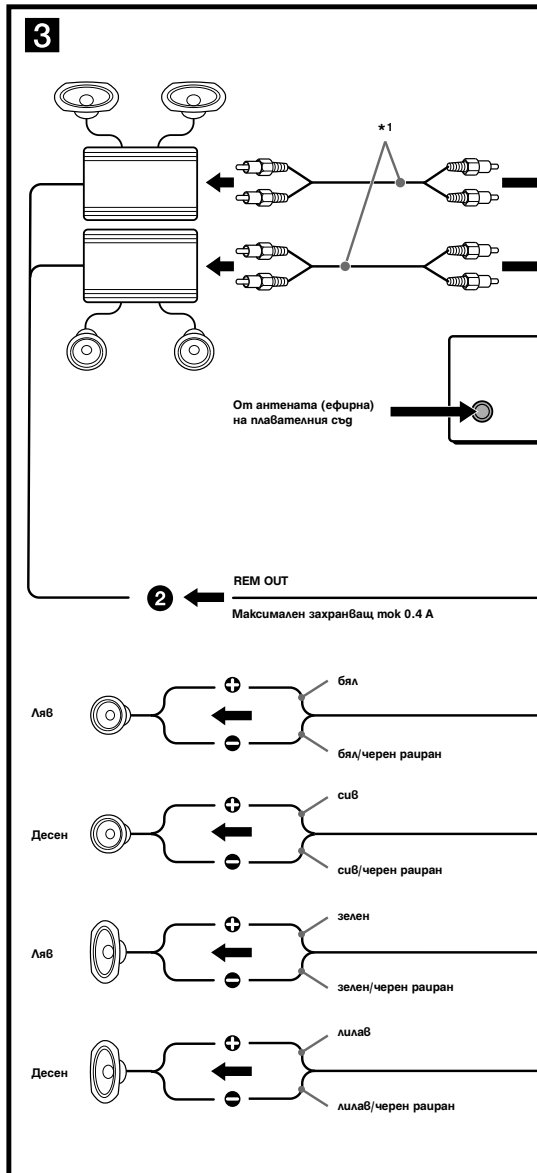 3
*1
От антената (ефирна)
на плавателния съд
2
REM OUT
Максимален захранващ ток 0.4 A
бял
Ляв
бял/черен раиран
сив
Десен
сив/черен раиран
зелен
Ляв
зелен/черен раиран
лилав
Десен
лилав/черен раиран